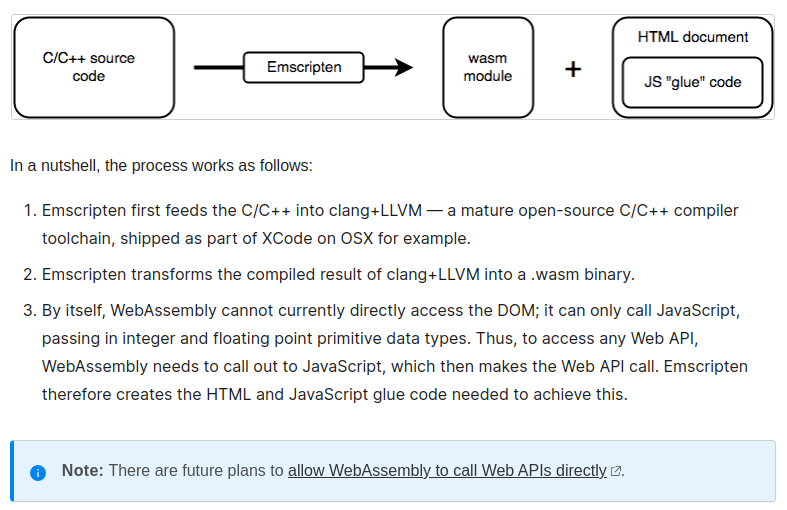 C/C++ source
code
Emscripten
wasm
module
+
HTML document
JS "glue" code
In a nutshell, the process works as follows:
1. Emscripten first feeds the C/C++ into clang+LLVM — a mature open-source C/C++ compiler
toolchain, shipped as part of XCode on OSX for example.
2. Emscripten transforms the compiled result of clang+LLVM into a .wasm binary.
3. By itself, WebAssembly cannot currently directly access the DOM; it can only call JavaScript,
passing in integer and floating point primitive data types. Thus, to access any Web API,
WebAssembly needs to call out to JavaScript, which then makes the Web API call. Emscripten
therefore creates the HTML and JavaScript glue code needed to achieve this.
Note: There are future plans to allow WebAssembly to call Web APIs directly.